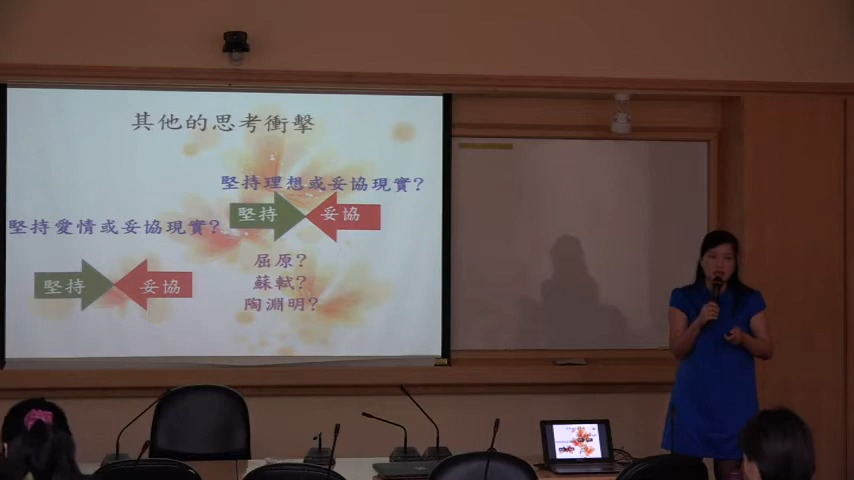 其他的思考衝擊
堅持理想或妥協現實?
堅持 妥協
堅持愛情或妥協現實?
屈原?
蘇軾?
陶淵明?
堅持 妥協